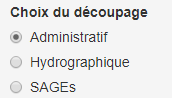 Choix du découpage
Administratif
Hydrographique
SAGEs